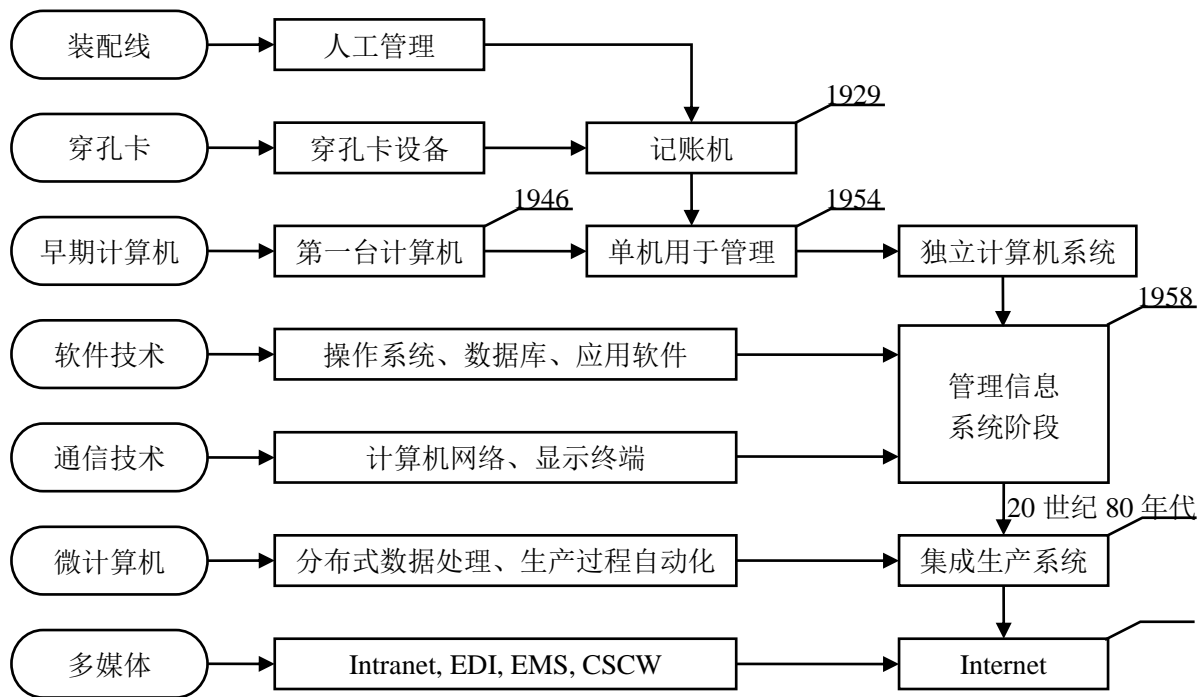 装配线
人工管理
1929
穿孔卡
穿孔卡设备
记账机
1946
1954
早期计算机
第一台计算机
单机用于管理
独立计算机系统
1958
软件技术
操作系统、数据库、应用软件
管理信息
系统阶段
通信技术
计算机网络、显示终端
20 世纪 80 年代
微计算机
分布式数据处理、生产过程自动化
集成生产系统
多媒体
Intranet, EDI, EMS, CSCW
Internet